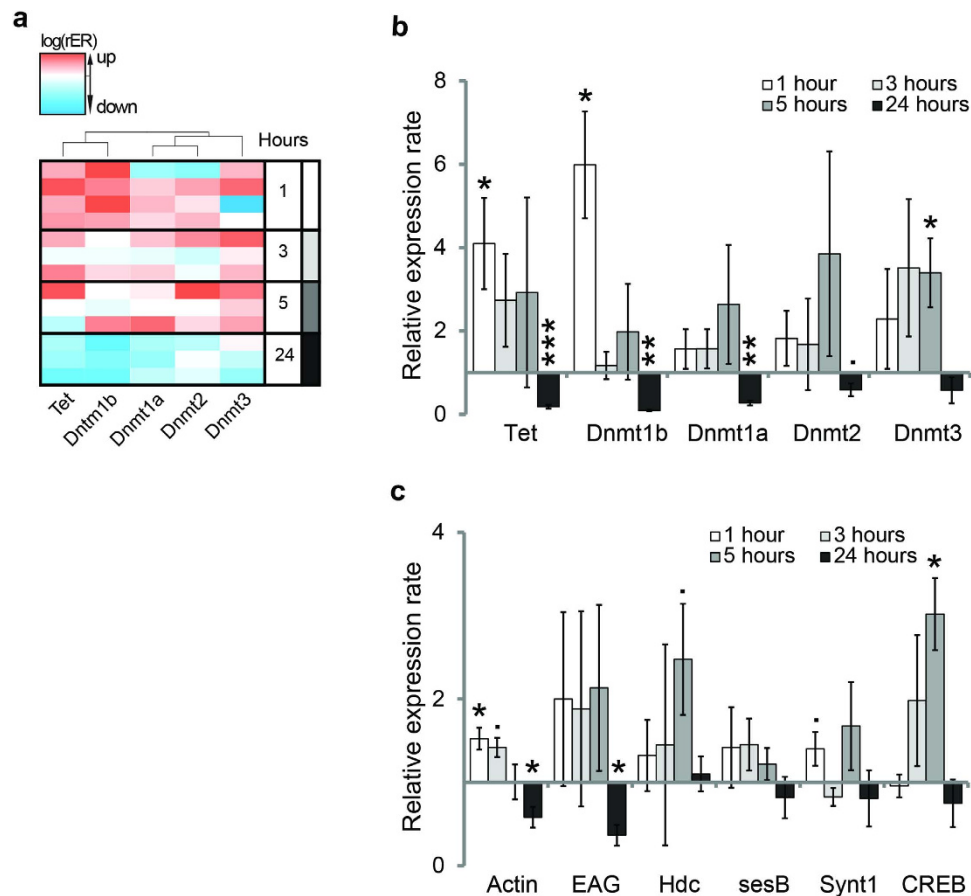 a
log(rER)
up
down
Hours
1
3
5
24
Tet
Dntm1b
Dnmt1a
Dnmt2
Dnmt3
b
Relative expression rate
8
6
4
2
0
1 hour
3 hours
5 hours
24 hours
*
*
***
**
**
.
*
Tet
Dnmt1b
Dnmt1a
Dnmt2
Dnmt3
c
Relative expression rate
4
2
0
1 hour
3 hours
5 hours
24 hours
*
.
*
*
.
.
*
Actin
EAG
Hdc
sesB
Synt1
CREB